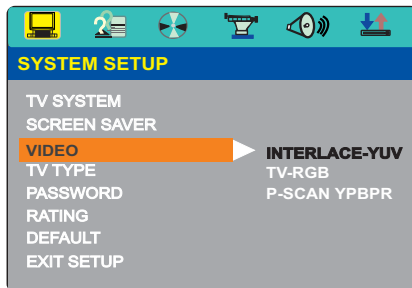 SYSTEM SETUP
TV SYSTEM
SCREEN SAVER
VIDEO
TV TYPE
PASSWORD
RATING
DEFAULT
EXIT SETUP
INTERLACE-YUV
TV-RGB
P-SCAN YPBPR